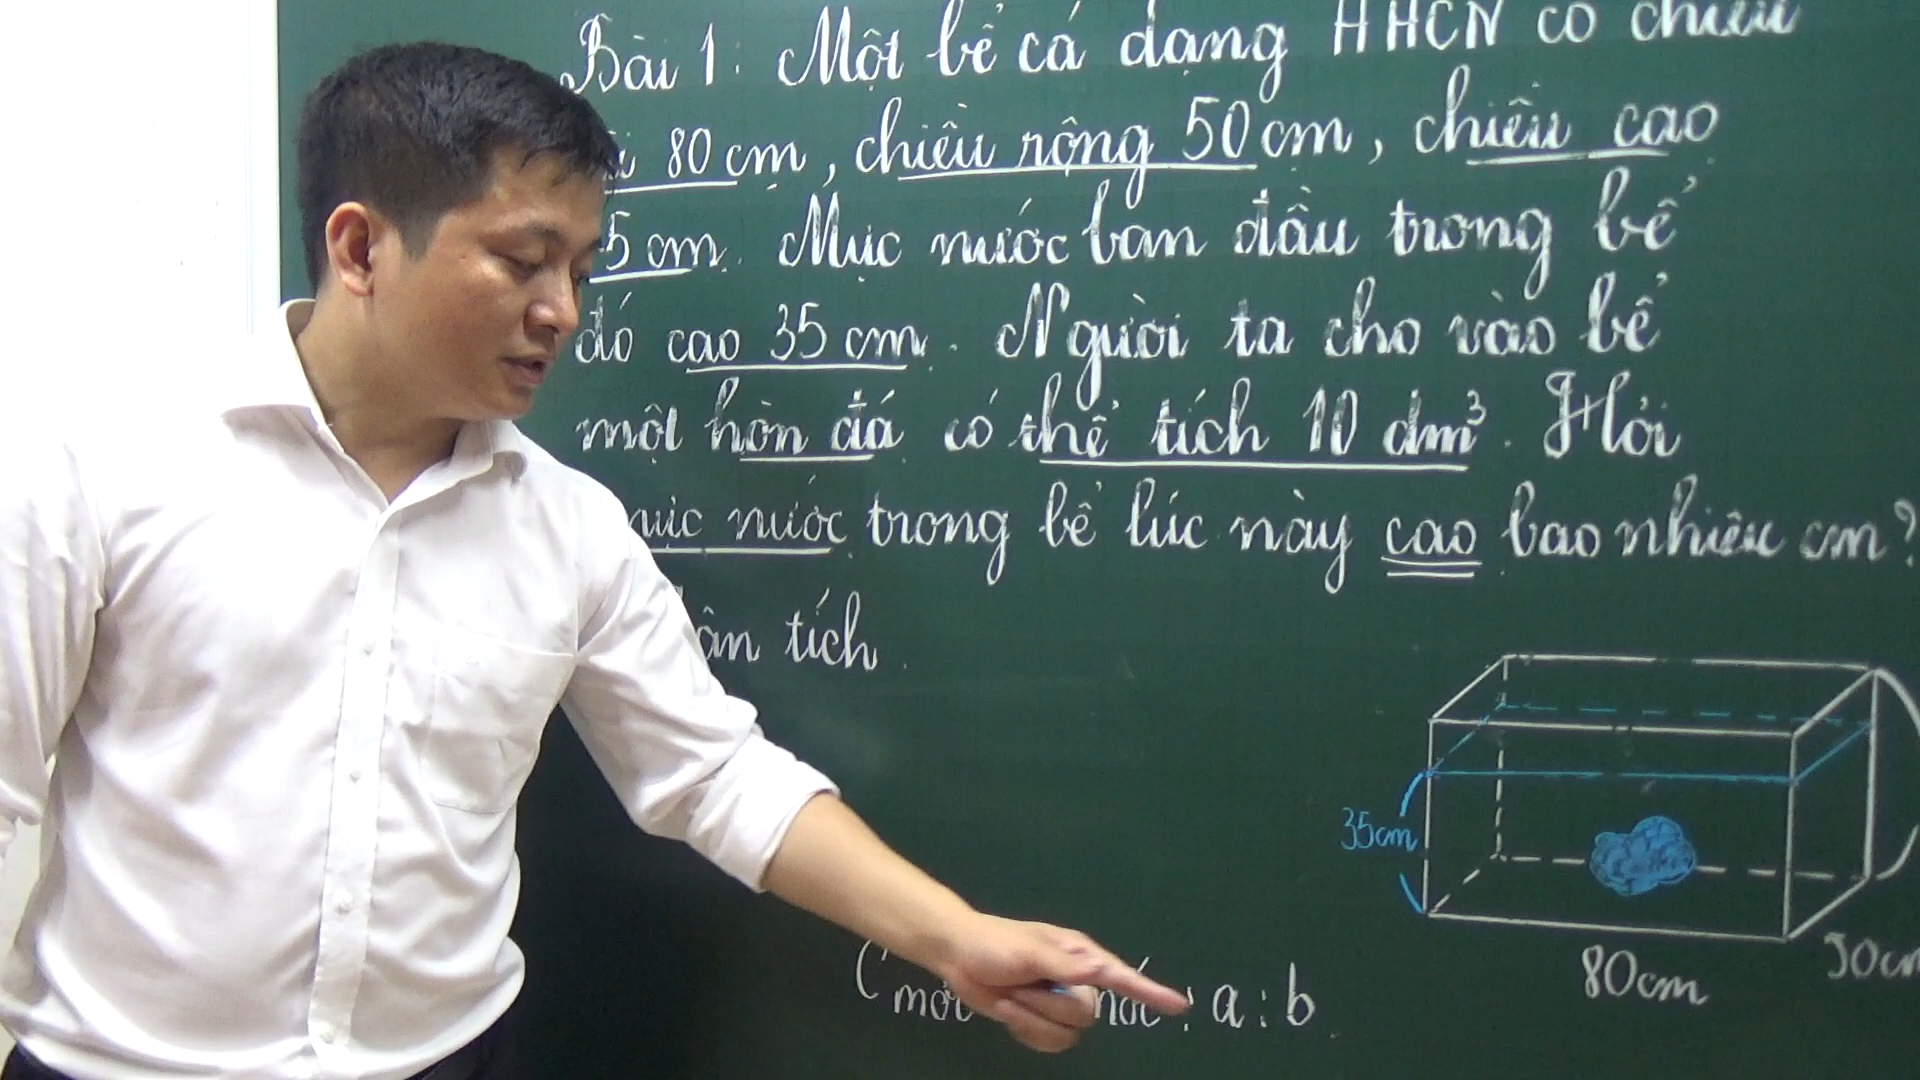 Bài 1: Một bể cá dạng HHCN có chiều
80 cm, chiều rộng 50 cm, chiều cao
5 cm. Mực nước ban đầu trong bể
đó cao 35 cm. Người ta cho vào bể
một hòn đá có thể tích 10 dm³. Hỏi
mực nước trong bể lúc này cao bao nhiêu cm?
tích.
35cm
80cm
50cm
C mới : a : b